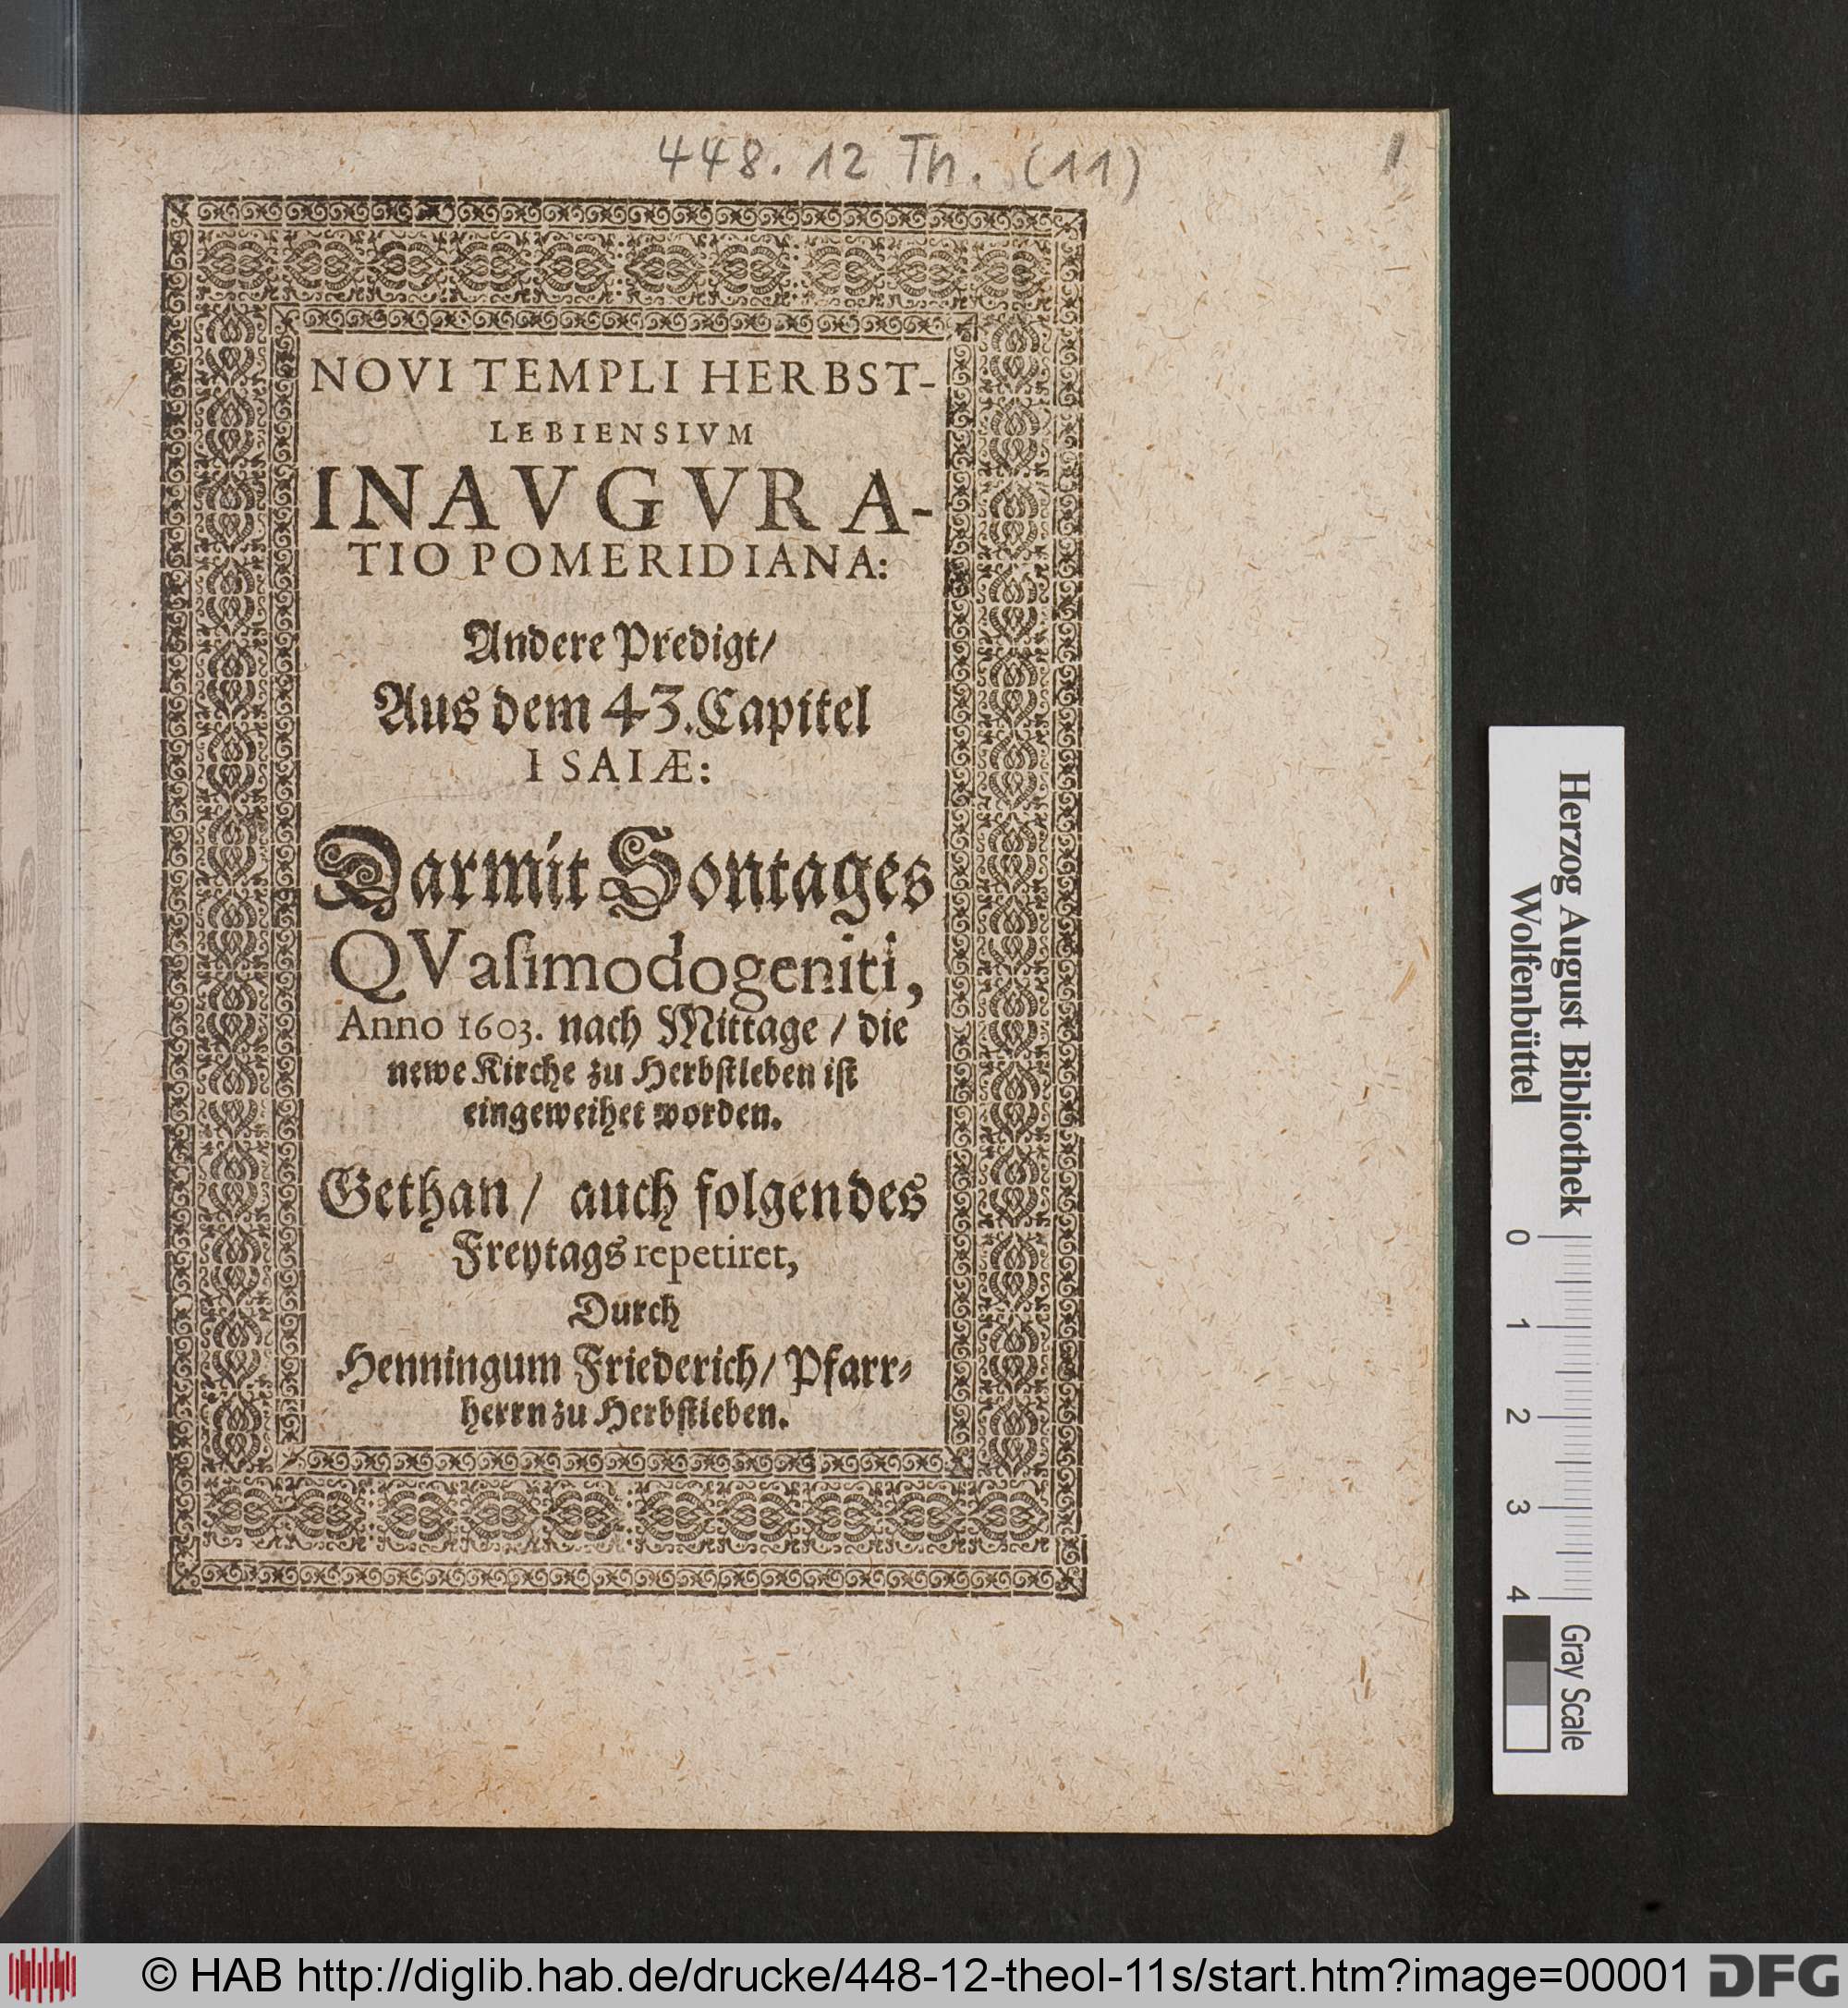 448. 12 Th. (11)
1
NOVI TEMPLI HERBST-
LEBIENSIVM
INAVGVRA-
TIO POMERIDIANA:
Andere Predigt/
Aus dem 43. Capitel
ISAIÆ:
Darmit Sontages
QVaſimodogeniti,
Anno 1603. nach Mittage / die
newe Kirche zu Herbſtleben iſt
eingeweihet worden.
Gethan / auch folgendes
Freytags repetiret,
Durch
Henningum Friederich/ Pfarr-
herrn zu Herbſtleben.
Herzog August Bibliothek
Wolfenbüttel
0 1 2 3 4
Gray Scale
© HAB http://diglib.hab.de/drucke/448-12-theol-11s/start.htm?image=00001
DFG